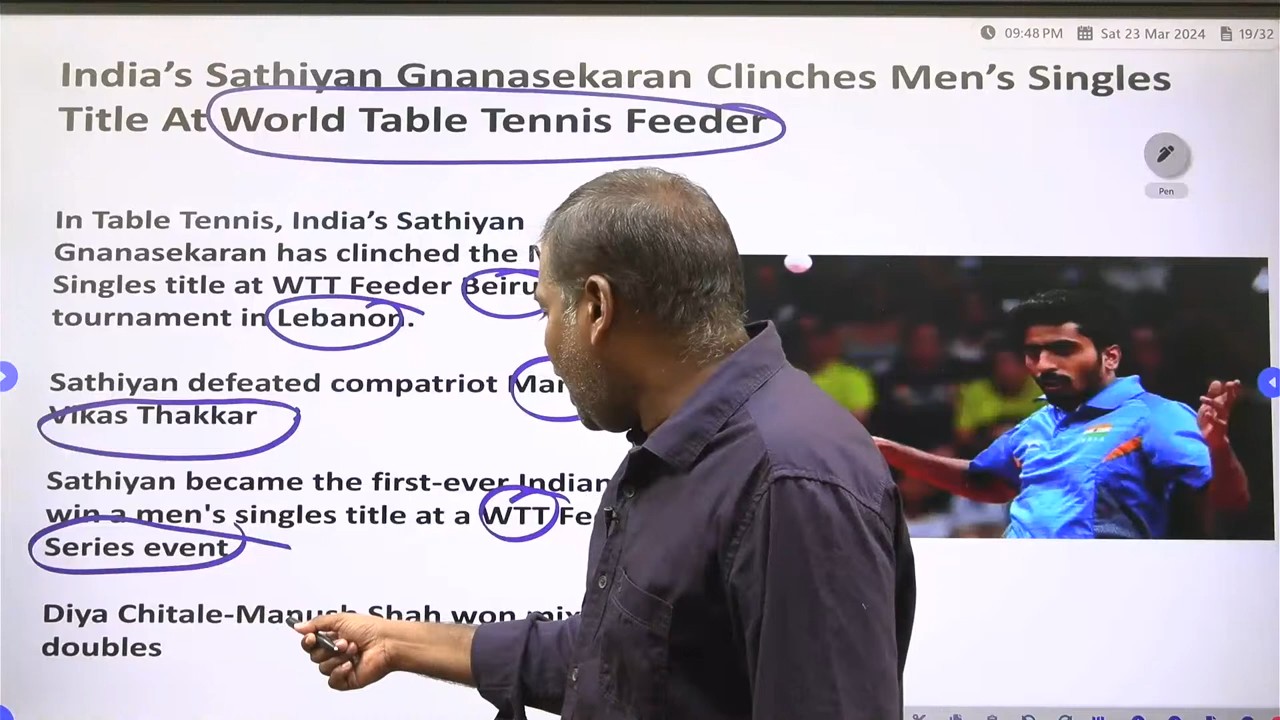 09:48 PM Sat 23 Mar 2024 19/32
India's Sathiyan Gnanasekaran Clinches Men's Singles
Title At World Table Tennis Feeder
Pen
In Table Tennis, India's Sathiyan
Gnanasekaran has clinched the
Singles title at WTT Feeder
tournament in Lebanon.
Sathiyan defeated compatriot
Vikas Thakkar
Sathiyan became the first-ever Indian
win a men's singles title at a WTT
Series event
Diya Chitale-Manush Shah won
doubles